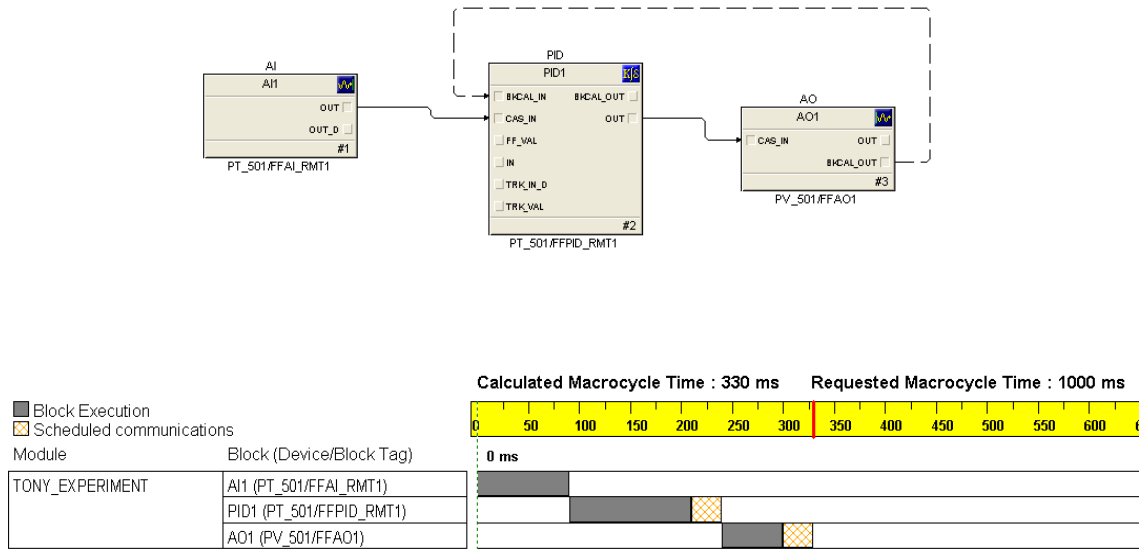 PID
PID1
BKCAL_IN BKCAL_OUT
CAS_IN OUT
FF_VAL
IN
TRK_IN_D
TRK_VAL
#2
PT_501/FFPID_RMT1
AI
AI1
OUT
OUT_D
#1
PT_501/FFAI_RMT1
AO
AO1
CAS_IN OUT
BKCAL_OUT
#3
PV_501/FFAO1
Calculated Macrocycle Time : 330 ms Requested Macrocycle Time : 1000 ms
Block Execution
Scheduled communications
0 50 100 150 200 250 300 350 400 450 500 550 600
Module Block (Device/Block Tag) 0 ms
TONY_EXPERIMENT AI1 (PT_501/FFAI_RMT1)
PID1 (PT_501/FFPID_RMT1)
AO1 (PV_501/FFAO1)